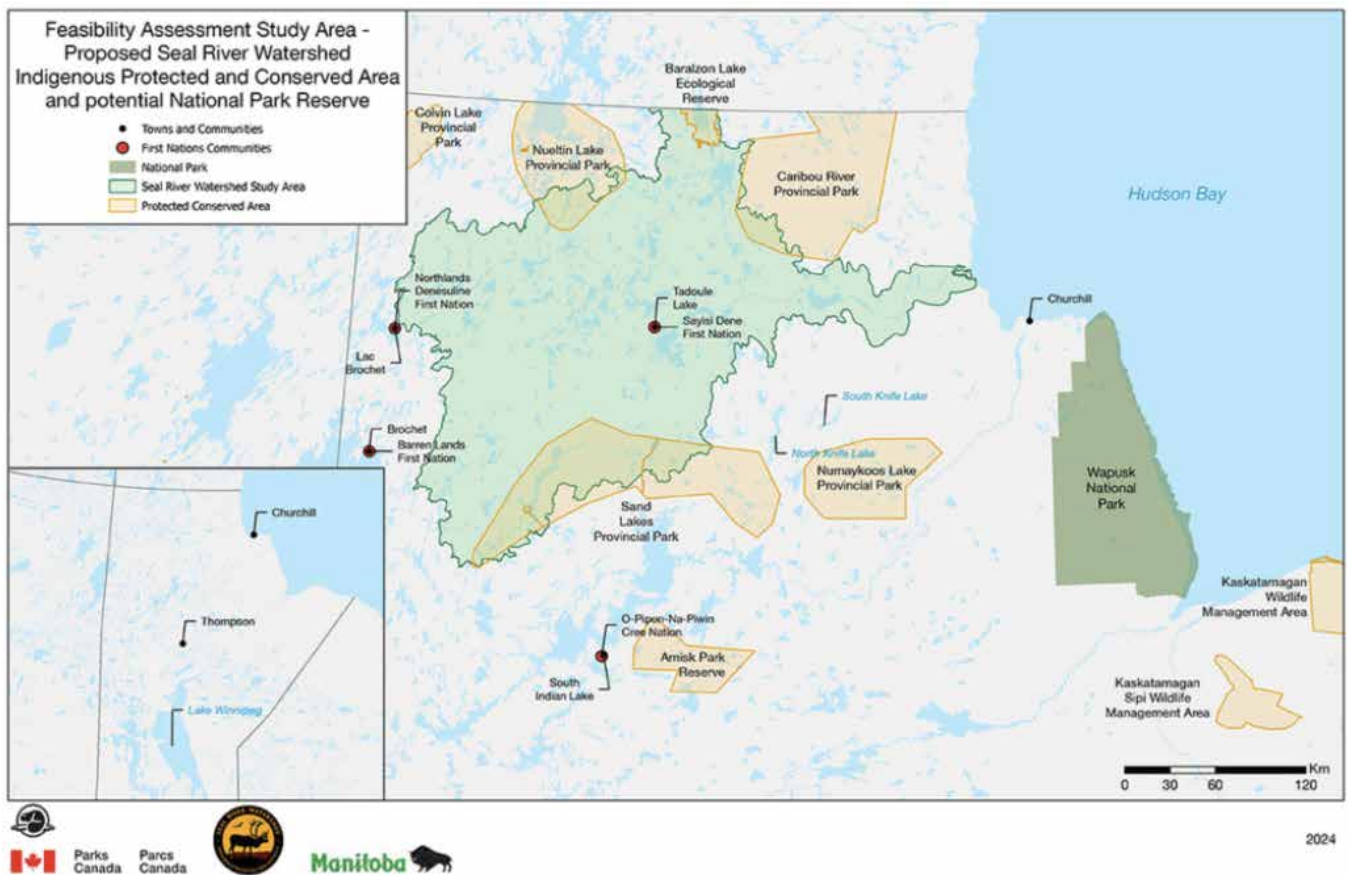 Feasibility Assessment Study Area -
Proposed Seal River Watershed
Indigenous Protected and Conserved Area
and potential National Park Reserve
Towns and Communities
First Nations Communities
National Park
Seal River Watershed Study Area
Protected Conserved Area
Baralzon Lake
Ecological
Reserve
Colvin Lake
Provincial
Park
Nueltin Lake
Provincial Park
Caribou River
Provincial Park
Hudson Bay
Northlands
Denesuline
First Nation
Lac
Brochet
Tadoule
Lake
Sayisi Dene
First Nation
Churchill
Brochet
Barren Lands
First Nation
South Knife Lake
North Knife Lake
Numaykoos Lake
Provincial Park
Wapusk
National
Park
Sand
Lakes
Provincial Park
Churchill
Thompson
Lake Winnipeg
O-Pipon-Na-Piwin
Cree Nation
South
Indian Lake
Amisk Park
Reserve
Kaskatamagan
Wildlife
Management Area
Kaskatamagan
Sipi Wildlife
Management Area
Km
0 30 60 120
Parks Canada
Parcs Canada
Manitoba
2024